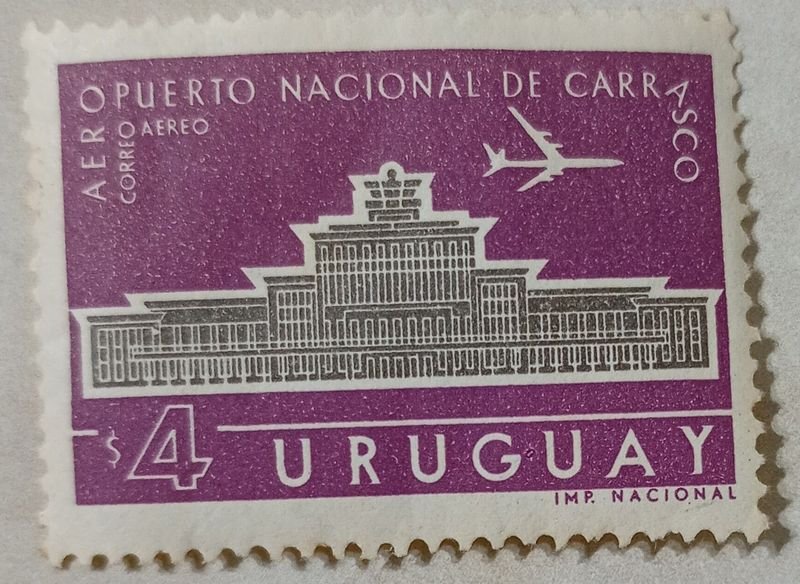 AEROPUERTO NACIONAL DE CARRASCO
CORREO AEREO
$4 URUGUAY
IMP. NACIONAL